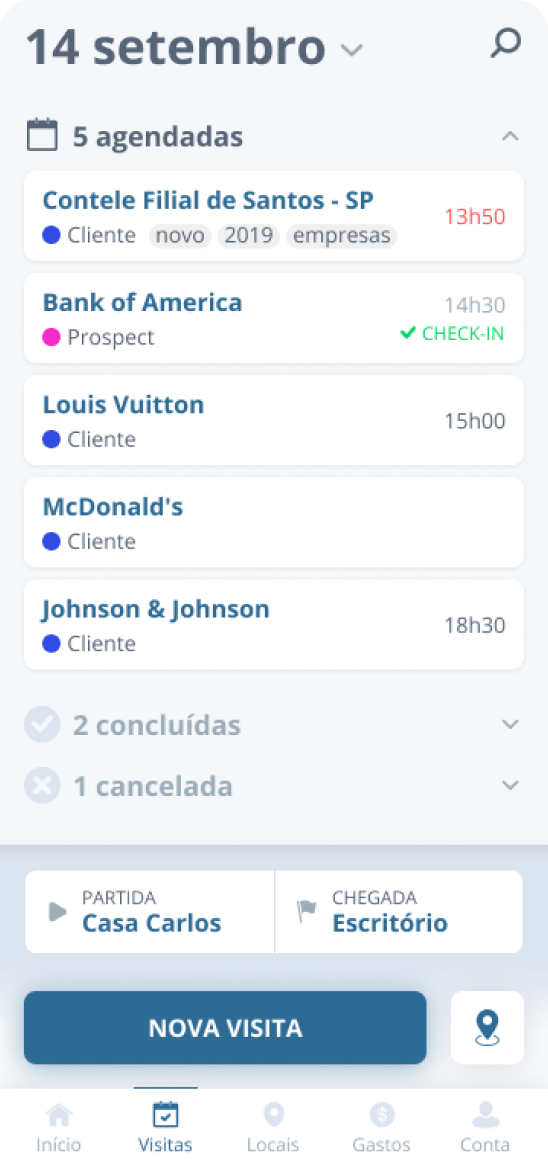 14 setembro
5 agendadas
Contele Filial de Santos - SP
13h50
Cliente novo 2019 empresas
Bank of America
14h30
Prospect
CHECK-IN
Louis Vuitton
15h00
Cliente
McDonald's
Cliente
Johnson & Johnson
18h30
Cliente
2 concluídas
1 cancelada
PARTIDA
Casa Carlos
CHEGADA
Escritório
NOVA VISITA
Início Visitas Locais Gastos Conta